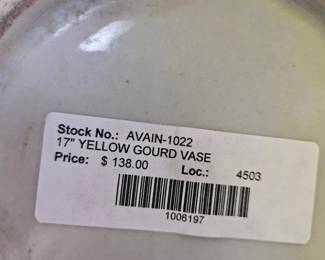 Stock No.: AVAIN-1022
17" YELLOW GOURD VASE
Price: $ 138.00 Loc.: 4503
1006197